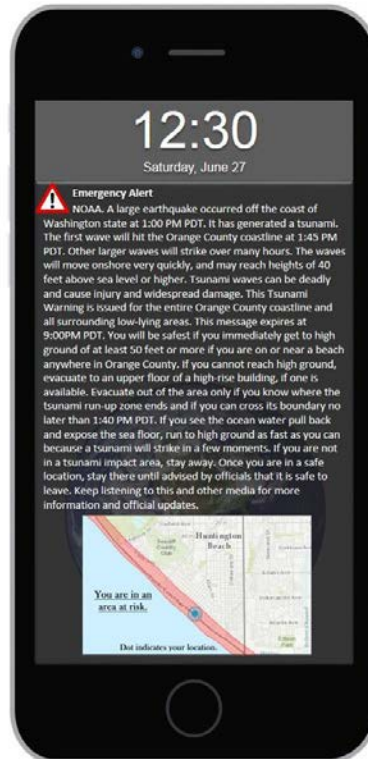 12:30
Saturday, June 27
Emergency Alert
NOAA. A large earthquake occurred off the coast of
Washington state at 1:00 PM PDT. It has generated a tsunami.
The first wave will hit the Orange County coastline at 1:45 PM
PDT. Other larger waves will strike over many hours. The waves
will move onshore very quickly, and may reach heights of 40
feet above sea level or higher. Tsunami waves can be deadly
and cause injury and widespread damage. This Tsunami
Warning is issued for the entire Orange County coastline and
all surrounding low-lying areas. This message expires at
9:00PM PDT. You will be safest if you immediately get to high
ground of at least 50 feet or more if you are on or near a beach
anywhere in Orange County. If you cannot reach high ground,
evacuate to an upper floor of a high-rise building, if one is
available. Evacuate out of the area only if you know where the
tsunami run-up zone ends and if you can cross its boundary no
later than 1:40 PM PDT. If you see the ocean water pull back
and expose the sea floor, run to high ground as fast as you can
because a tsunami will strike in a few moments. If you are not
in a tsunami impact area, stay away. Once you are in a safe
location, stay there until advised by officials that it is safe to
leave. Keep listening to this and other media for more
information and official updates.
Huntington
Beach
You are in an
area at risk.
Dot indicates your location.